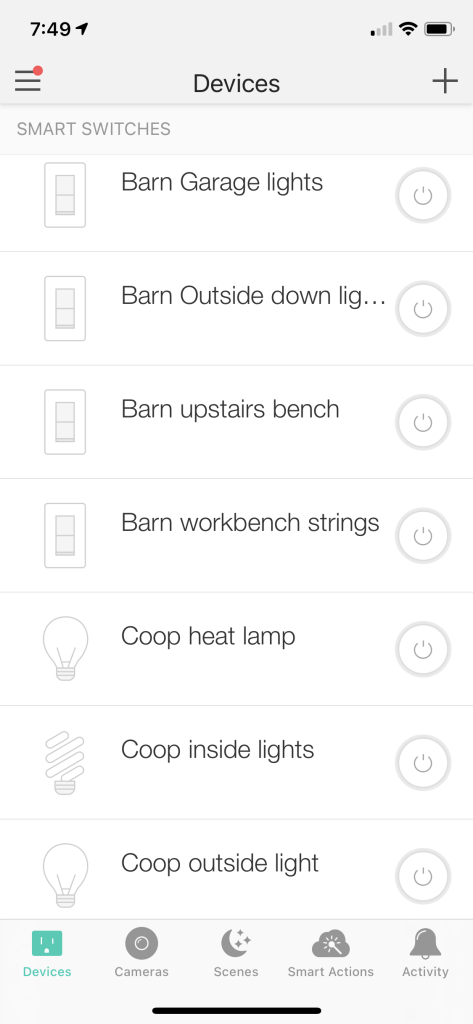 7:49
Devices
SMART SWITCHES
Barn Garage lights
Barn Outside down lig...
Barn upstairs bench
Barn workbench strings
Coop heat lamp
Coop inside lights
Coop outside light
Devices Cameras Scenes Smart Actions Activity